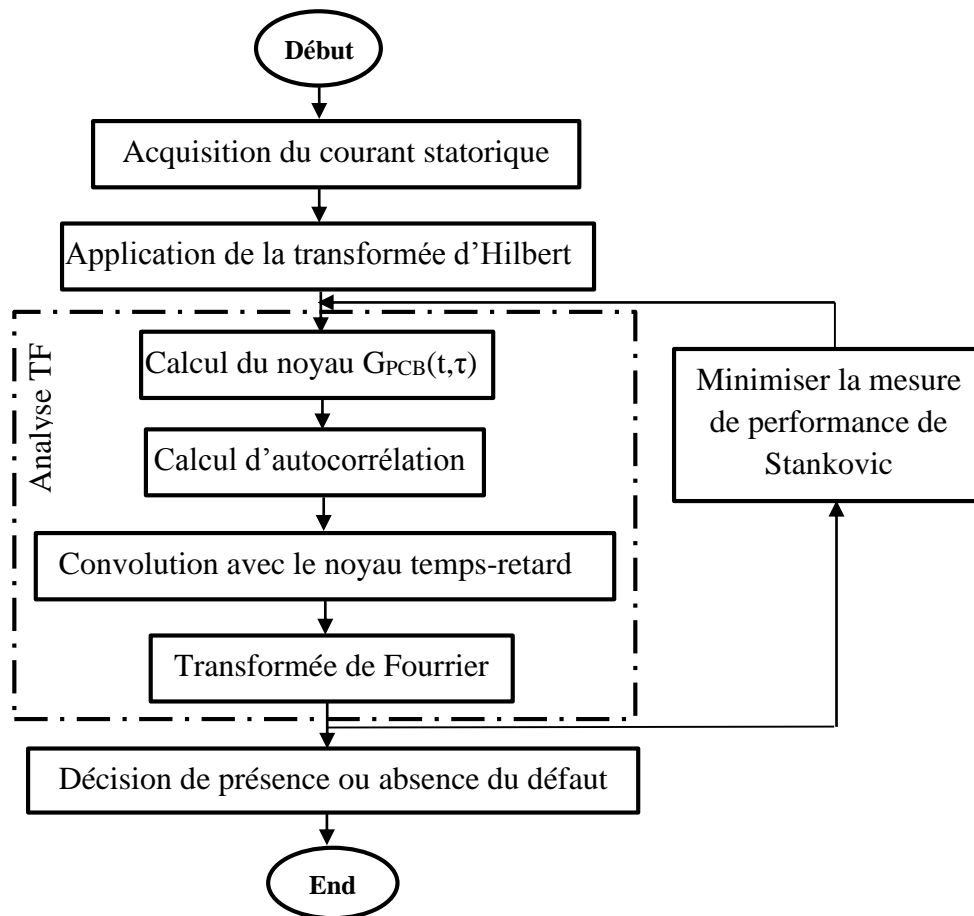 Début
Acquisition du courant statorique
Application de la transformée d’Hilbert
Analyse TF
Calcul du noyau GPCB(t,τ)
Calcul d’autocorrélation
Convolution avec le noyau temps-retard
Transformée de Fourrier
Minimiser la mesure
de performance de
Stankovic
Décision de présence ou absence du défaut
End